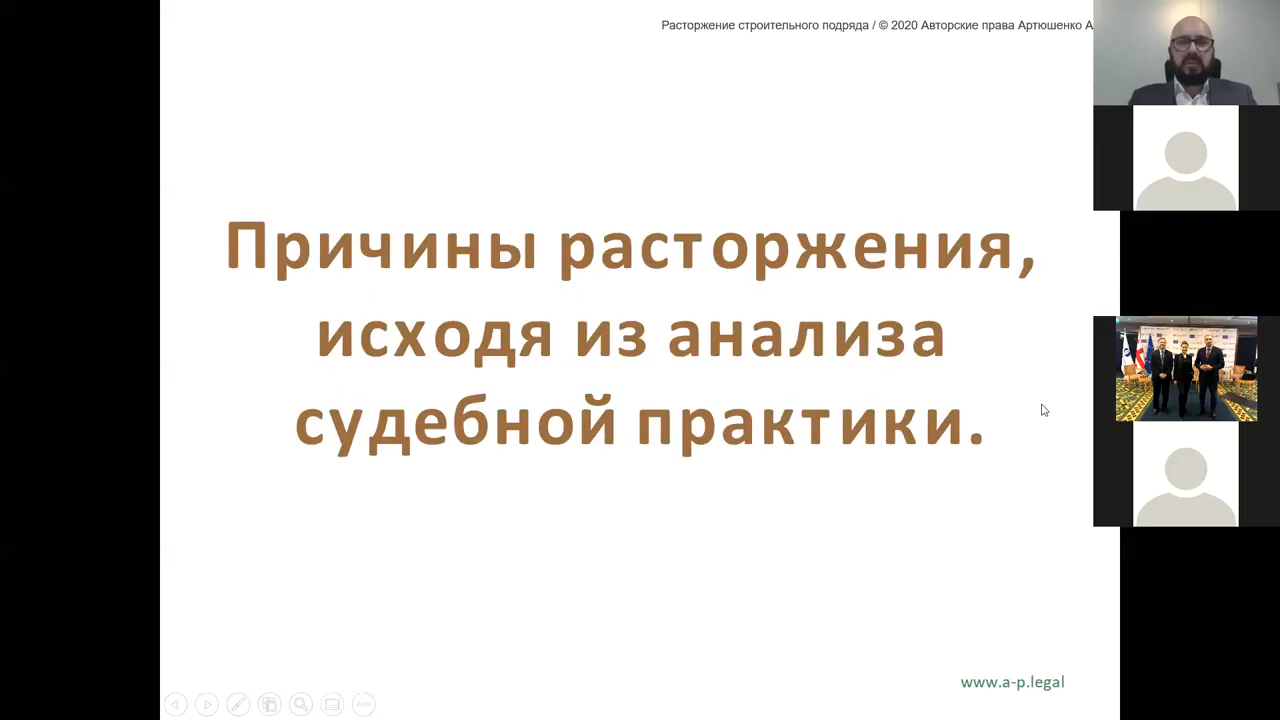 Расторжение строительного подряда / © 2020 Авторские права Артюшенко А
Причины расторжения,
исходя из анализа
судебной практики.
www.a-p.legal